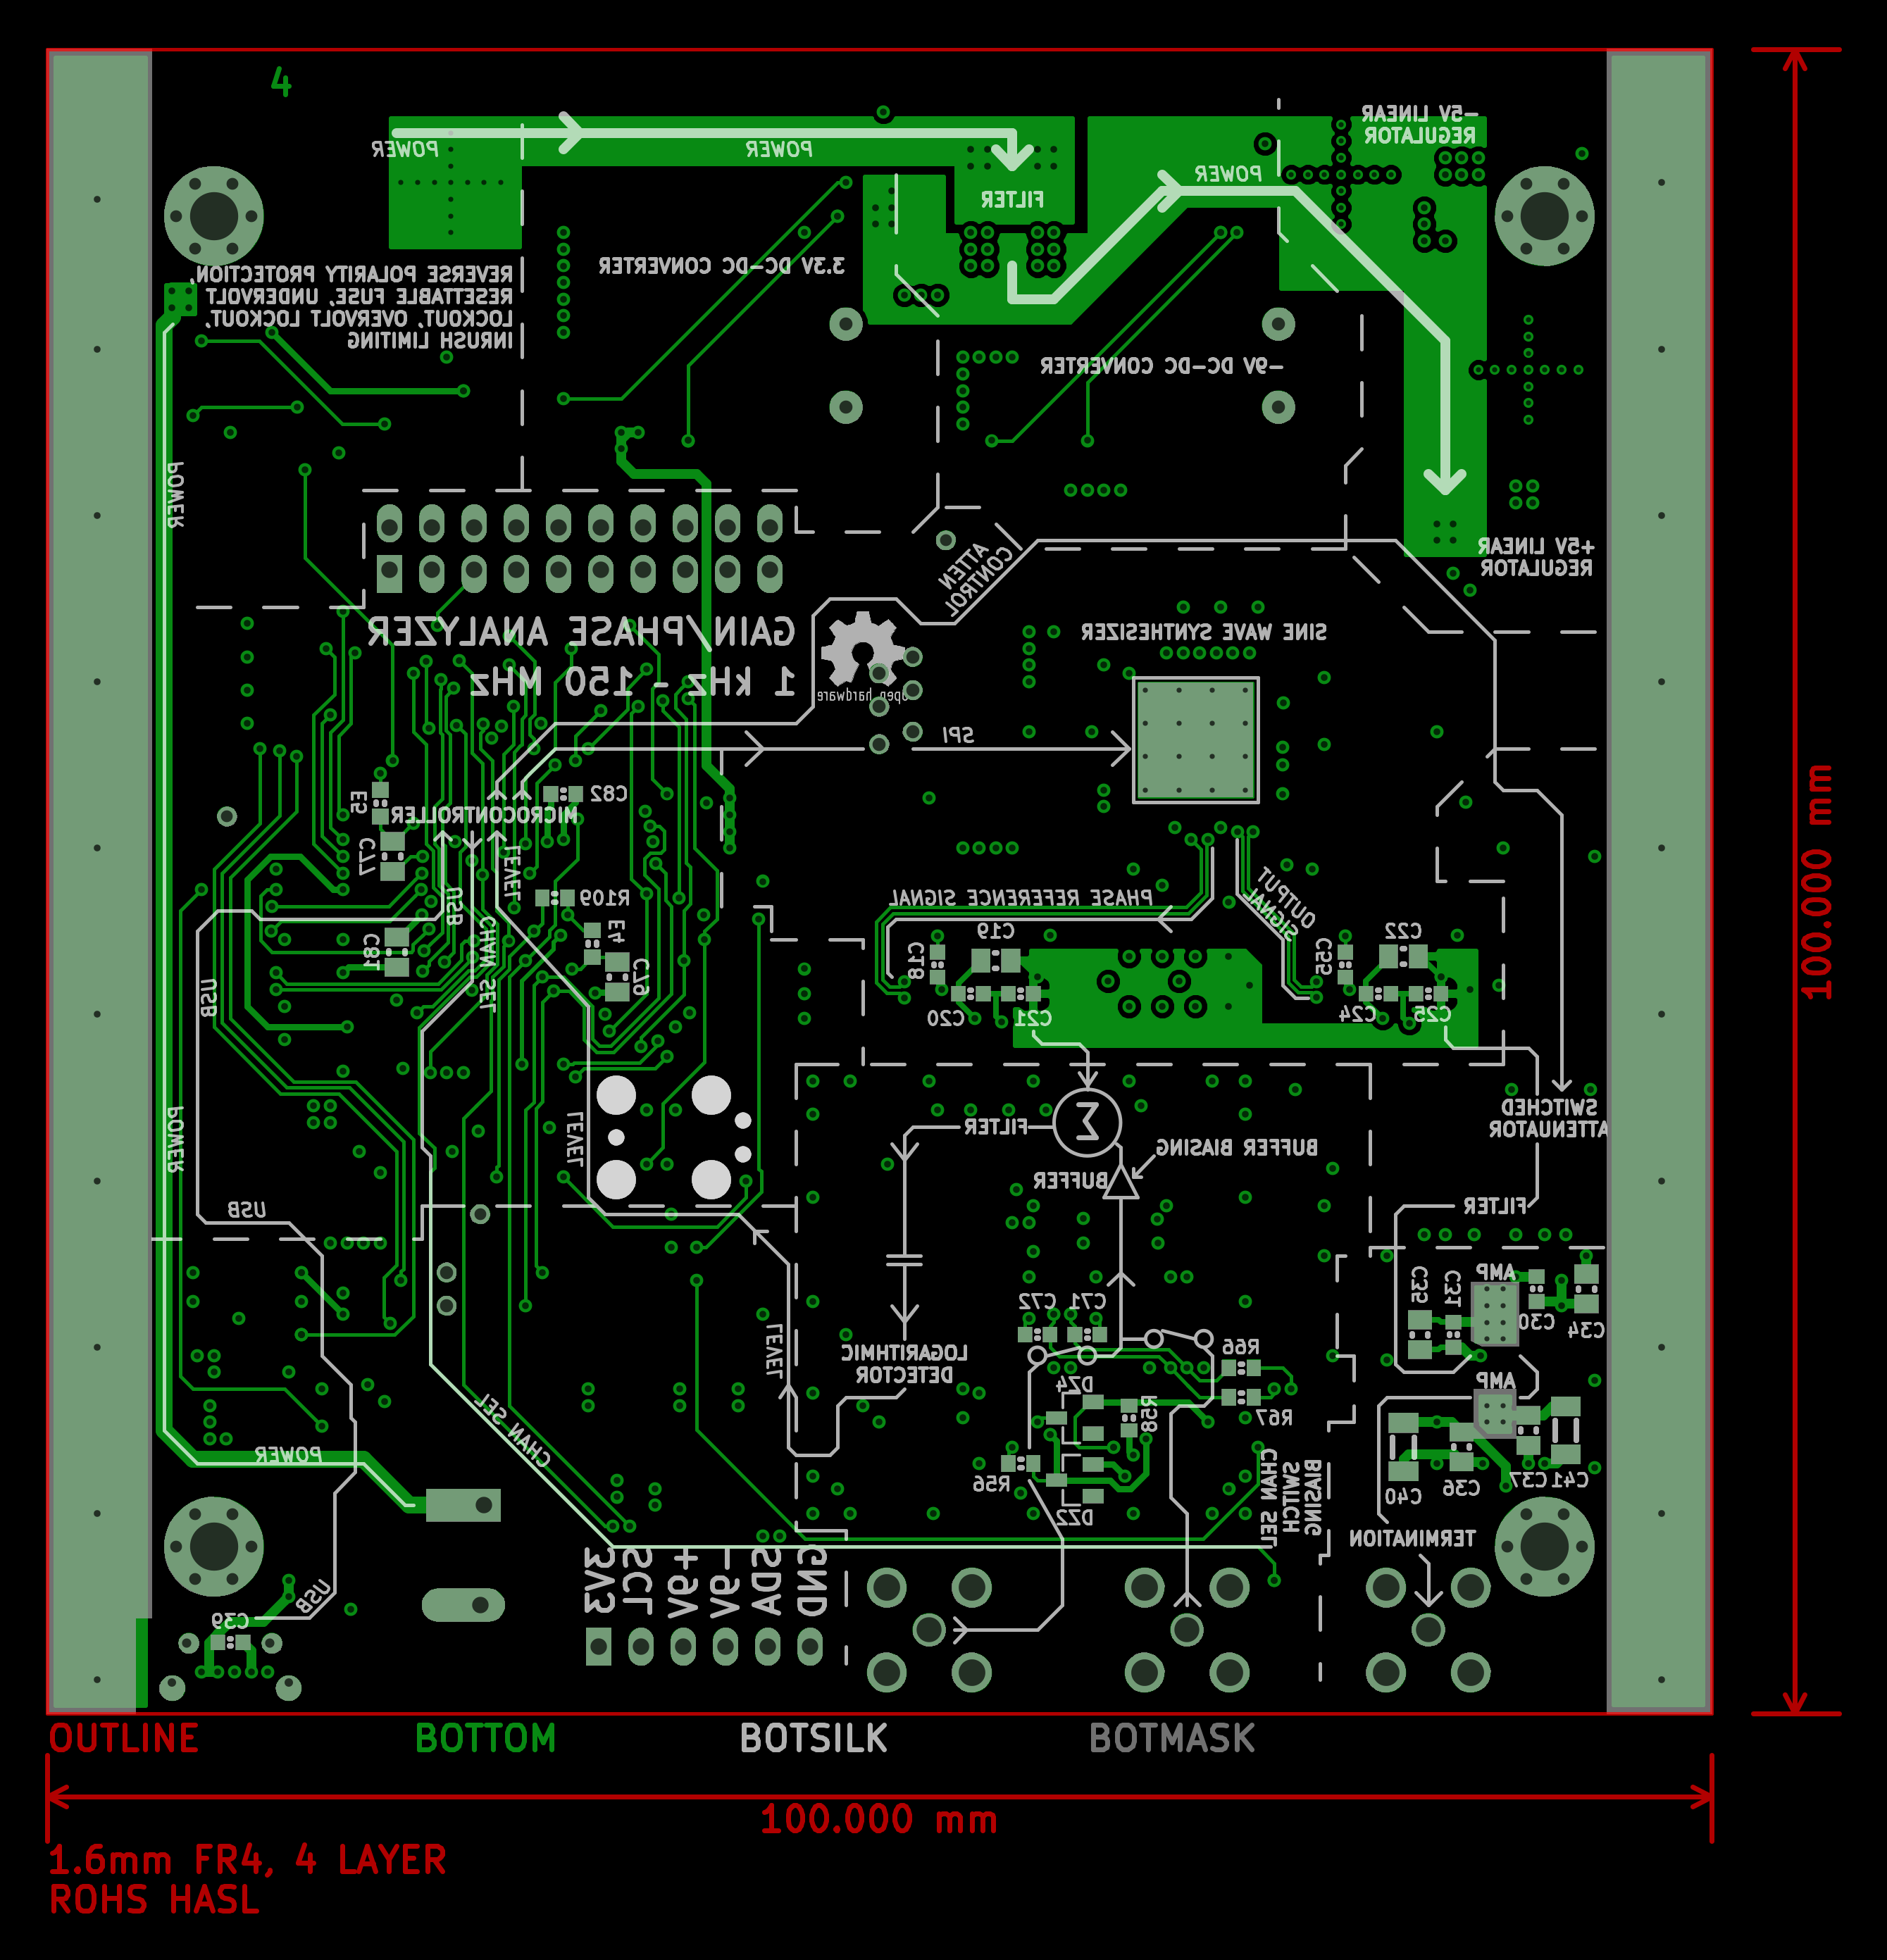 4
-5V LINEAR
REGULATOR
POWER
POWER
POWER
FILTER
3.3V DC-DC CONVERTER
REVERSE POLARITY PROTECTION,
RESETTABLE FUSE, UNDERVOLT
LOCKOUT, OVERVOLT LOCKOUT,
INRUSH LIMITING
-9V DC-DC CONVERTER
POWER
+5V LINEAR
REGULATOR
ATTEN
CONTROL
GAIN/PHASE ANALYZER
1 kHz - 150 MHz
open hardware
SINE WAVE SYNTHESIZER
SPI
E5
C82
MICROCONTROLLER
C77
LEVEL
USB
R109
PHASE REFERENCE SIGNAL
OUTPUT
SIGNAL
E4
C81
CHAN SEL
C79
C18
C19
C55
C22
USB
C20
C21
C24
C25
POWER
LEVEL
FILTER
Σ
BUFFER BIASING
BUFFER
SWITCHED
ATTENUATOR
USB
FILTER
AMP
C35
C31
C30
C34
C72
C71
LEVEL
LOGARITHMIC
DETECTOR
R66
DZ4
R58
R67
AMP
CHAN SEL
POWER
R56
DZ2
CHAN SEL
SWITCH
BIASING
C40
C36
C37
C41
TERMINATION
USB
C39
3V3
SCL
+9V
-9V
SDA
GND
OUTLINE
BOTTOM
BOTSILK
BOTMASK
100.000 mm
100.000 mm
1.6mm FR4, 4 LAYER
ROHS HASL